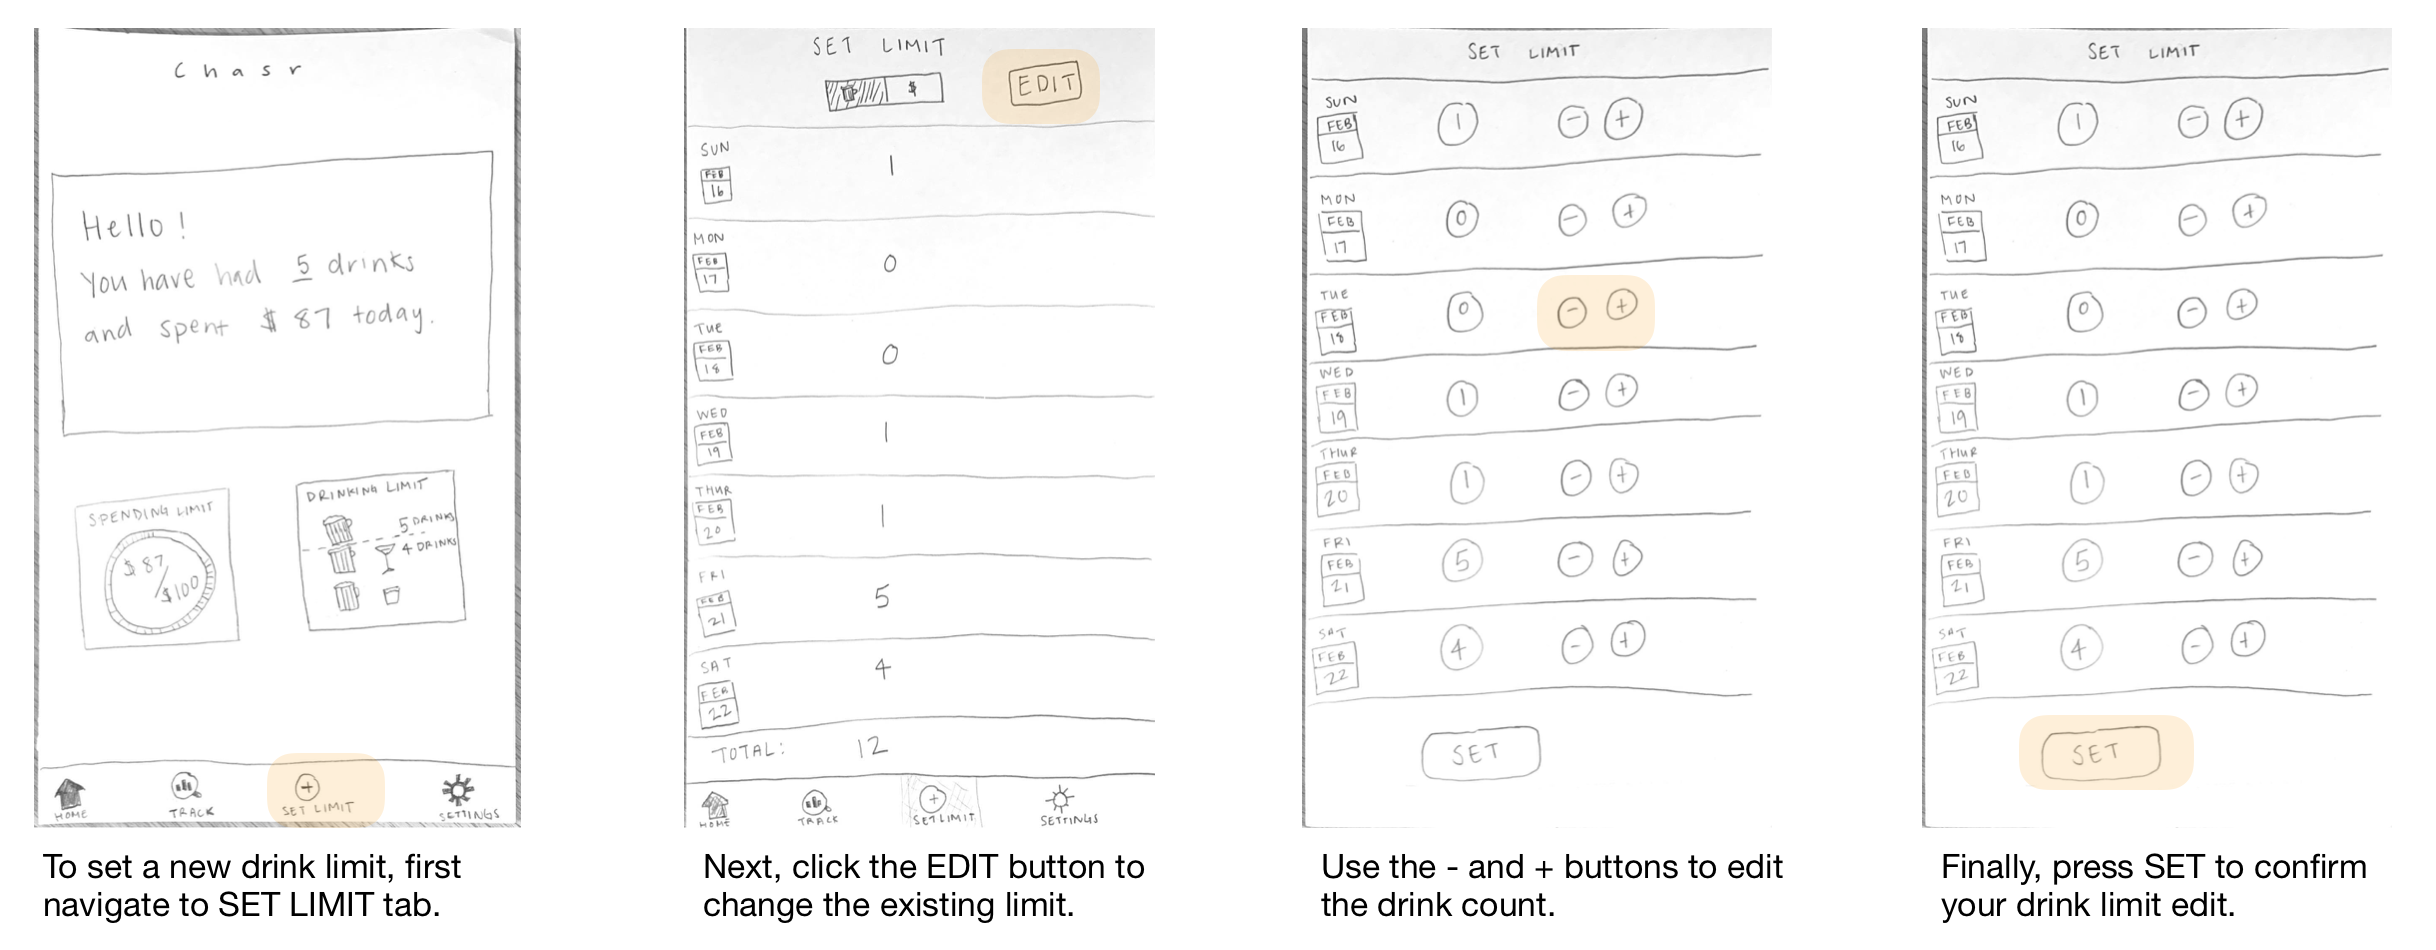 Chasr
Hello!
You have had 5 drinks
and spent $ 87 today.
SPENDING LIMIT
$ 87
/ $100
DRINKING LIMIT
5 DRINKS
4 DRINKS
HOME
TRACK
SET LIMIT
SETTINGS
To set a new drink limit, first
navigate to SET LIMIT tab.
SET LIMIT
$
EDIT
SUN
FEB
16
1
MON
FEB
17
0
TUE
FEB
18
0
WED
FEB
19
1
THUR
FEB
20
1
FRI
FEB
21
5
SAT
FEB
22
4
TOTAL: 12
HOME
TRACK
SET LIMIT
SETTINGS
Next, click the EDIT button to
change the existing limit.
SET LIMIT
SUN
FEB
16
1 - +
MON
FEB
17
0 - +
TUE
FEB
18
0 - +
WED
FEB
19
1 - +
THUR
FEB
20
1 - +
FRI
FEB
21
5 - +
SAT
FEB
22
4 - +
SET
Use the - and + buttons to edit
the drink count.
SET LIMIT
SUN
FEB
16
1 - +
MON
FEB
17
0 - +
TUE
FEB
18
0 - +
WED
FEB
19
1 - +
THUR
FEB
20
1 - +
FRI
FEB
21
5 - +
SAT
FEB
22
4 - +
SET
Finally, press SET to confirm
your drink limit edit.